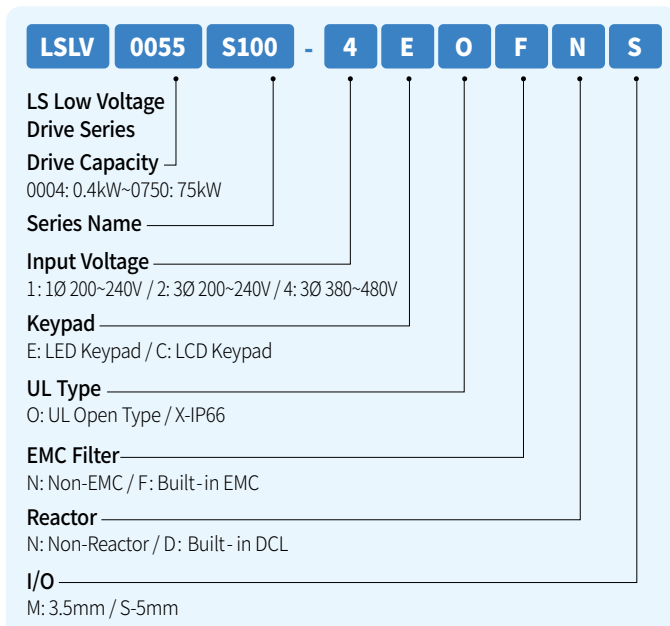 LSLV 0055 S100 - 4 E O F N S
LS Low Voltage
Drive Series
Drive Capacity
0004: 0.4kW~0750: 75kW
Series Name
Input Voltage
1: 1Ø 200~240V / 2: 3Ø 200~240V / 4: 3Ø 380~480V
Keypad
E: LED Keypad / C: LCD Keypad
UL Type
O: UL Open Type / X-IP66
EMC Filter
N: Non-EMC / F: Built-in EMC
Reactor
N: Non-Reactor / D: Built- in DCL
I/O
M: 3.5mm / S-5mm